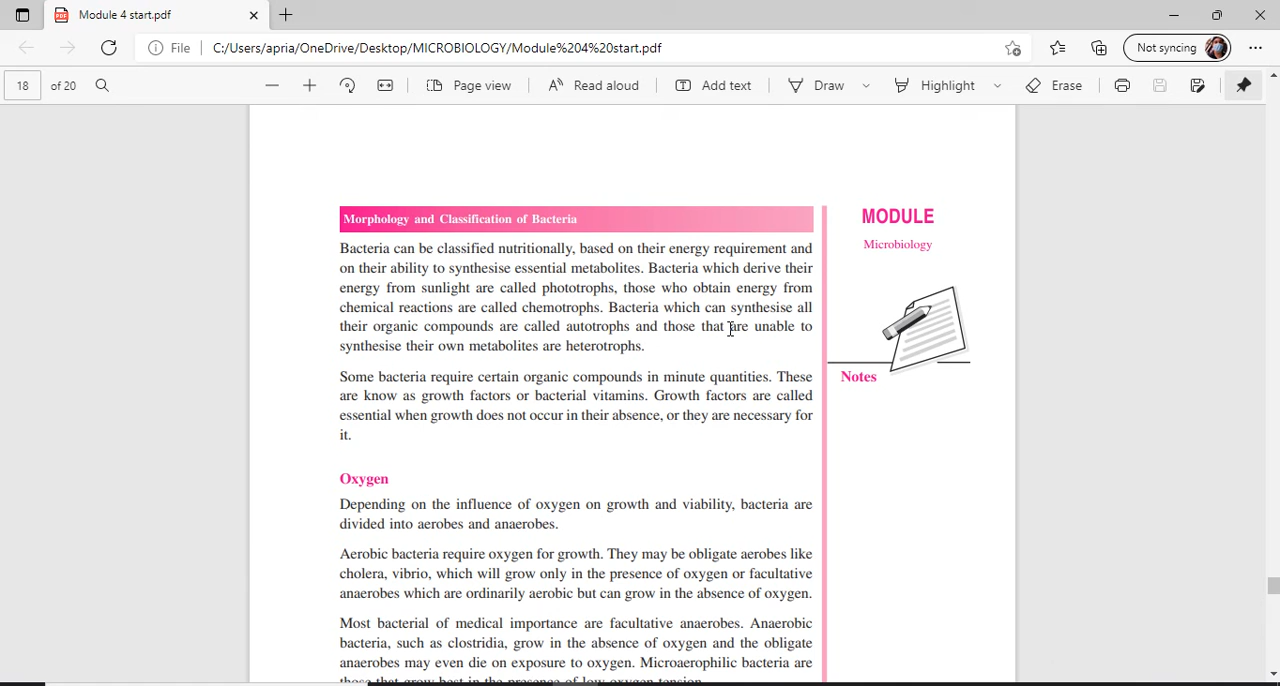 Module 4 start.pdf
File
C:/Users/apria/OneDrive/Desktop/MICROBIOLOGY/Module%204%20start.pdf
Not syncing
18 of 20
Page view
Read aloud
Add text
Draw
Highlight
Erase
Morphology and Classification of Bacteria
Bacteria can be classified nutritionally, based on their energy requirement and
on their ability to synthesise essential metabolites. Bacteria which derive their
energy from sunlight are called phototrophs, those who obtain energy from
chemical reactions are called chemotrophs. Bacteria which can synthesise all
their organic compounds are called autotrophs and those that are unable to
synthesise their own metabolites are heterotrophs.
Some bacteria require certain organic compounds in minute quantities. These
are know as growth factors or bacterial vitamins. Growth factors are called
essential when growth does not occur in their absence, or they are necessary for
it.
Oxygen
Depending on the influence of oxygen on growth and viability, bacteria are
divided into aerobes and anaerobes.
Aerobic bacteria require oxygen for growth. They may be obligate aerobes like
cholera, vibrio, which will grow only in the presence of oxygen or facultative
anaerobes which are ordinarily aerobic but can grow in the absence of oxygen.
Most bacterial of medical importance are facultative anaerobes. Anaerobic
bacteria, such as clostridia, grow in the absence of oxygen and the obligate
anaerobes may even die on exposure to oxygen. Microaerophilic bacteria are
those that grow best in the presence of low oxygen tension.
MODULE
Microbiology
Notes